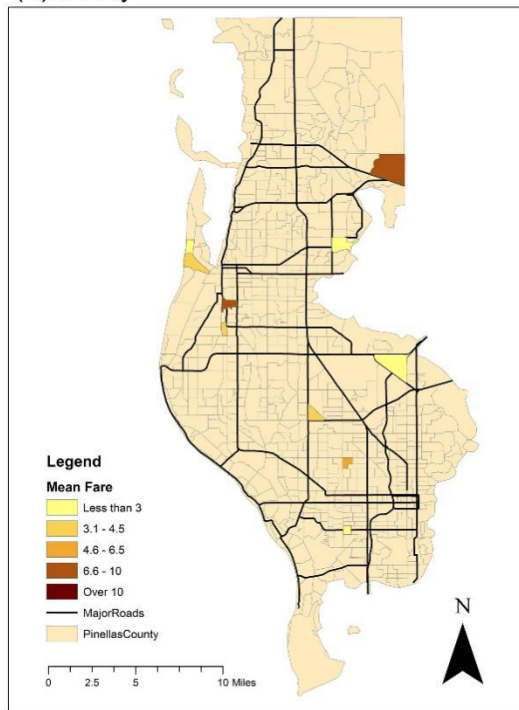 N
Legend
Mean Fare
Less than 3
3.1 - 4.5
4.6 - 6.5
6.6 - 10
Over 10
MajorRoads
PinellasCounty
0 2.5 5 10 Miles